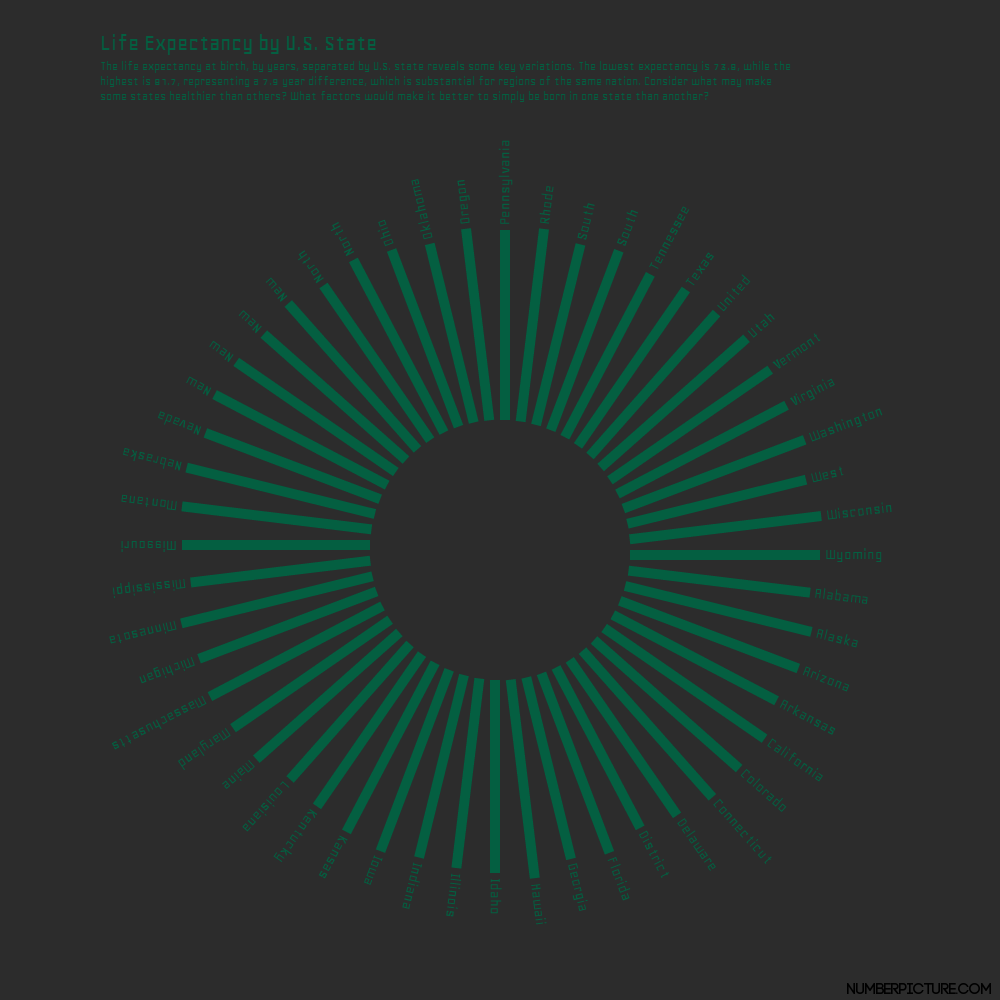 Life Expectancy by U.S. State
The life expectancy at birth, by years, separated by U.S. state reveals some key variations. The lowest expectancy is 73.8, while the
highest is 81.7, representing a 7.9 year difference, which is substantial for regions of the same nation. Consider what may make
some states healthier than others? What factors would make it better to simply be born in one state than another?
Pennsylvania
Rhode
South
South
Tennessee
Texas
United
Utah
Vermont
Virginia
Washington
West
Wisconsin
Wyoming
Alabama
Alaska
Arizona
Arkansas
California
Colorado
Connecticut
Delaware
District
Florida
Georgia
Hawaii
Idaho
Illinois
Indiana
Iowa
Kansas
Kentucky
Louisiana
Maine
Maryland
Massachusetts
Michigan
Minnesota
Mississippi
Missouri
Montana
Nebraska
Nevada
New
New
New
New
North
North
Ohio
Oklahoma
Oregon
NUMBERPICTURE.COM